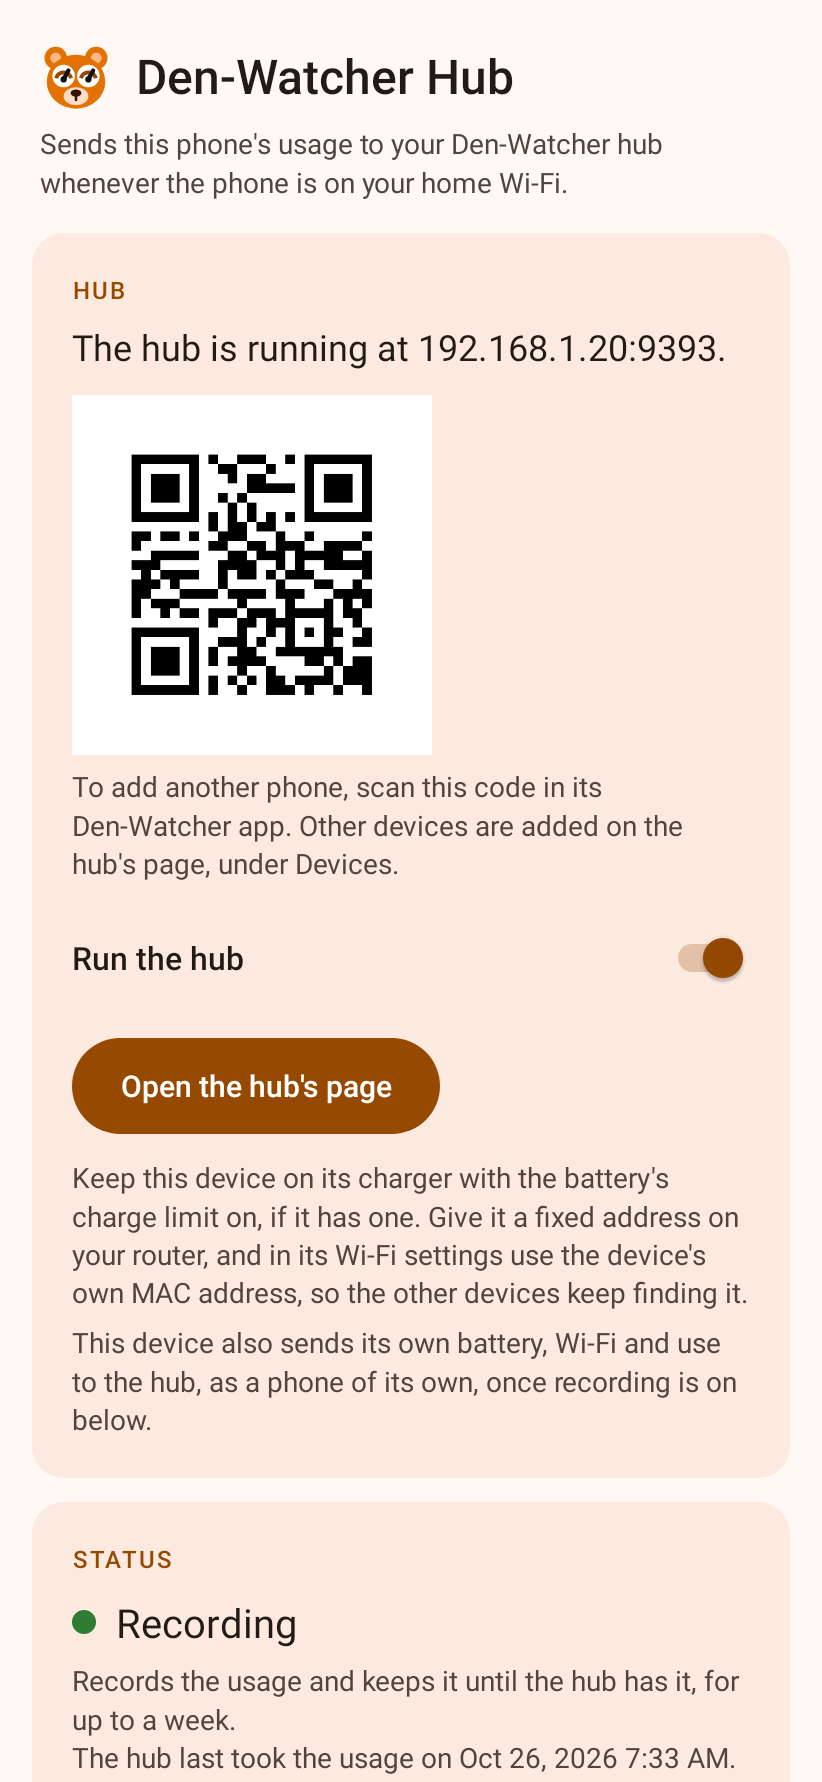 Den-Watcher Hub
Sends this phone's usage to your Den-Watcher hub
whenever the phone is on your home Wi-Fi.
HUB
The hub is running at 192.168.1.20:9393.
To add another phone, scan this code in its
Den-Watcher app. Other devices are added on the
hub's page, under Devices.
Run the hub
Open the hub's page
Keep this device on its charger with the battery's
charge limit on, if it has one. Give it a fixed address on
your router, and in its Wi-Fi settings use the device's
own MAC address, so the other devices keep finding it.
This device also sends its own battery, Wi-Fi and use
to the hub, as a phone of its own, once recording is on
below.
STATUS
Recording
Records the usage and keeps it until the hub has it, for
up to a week.
The hub last took the usage on Oct 26, 2026 7:33 AM.